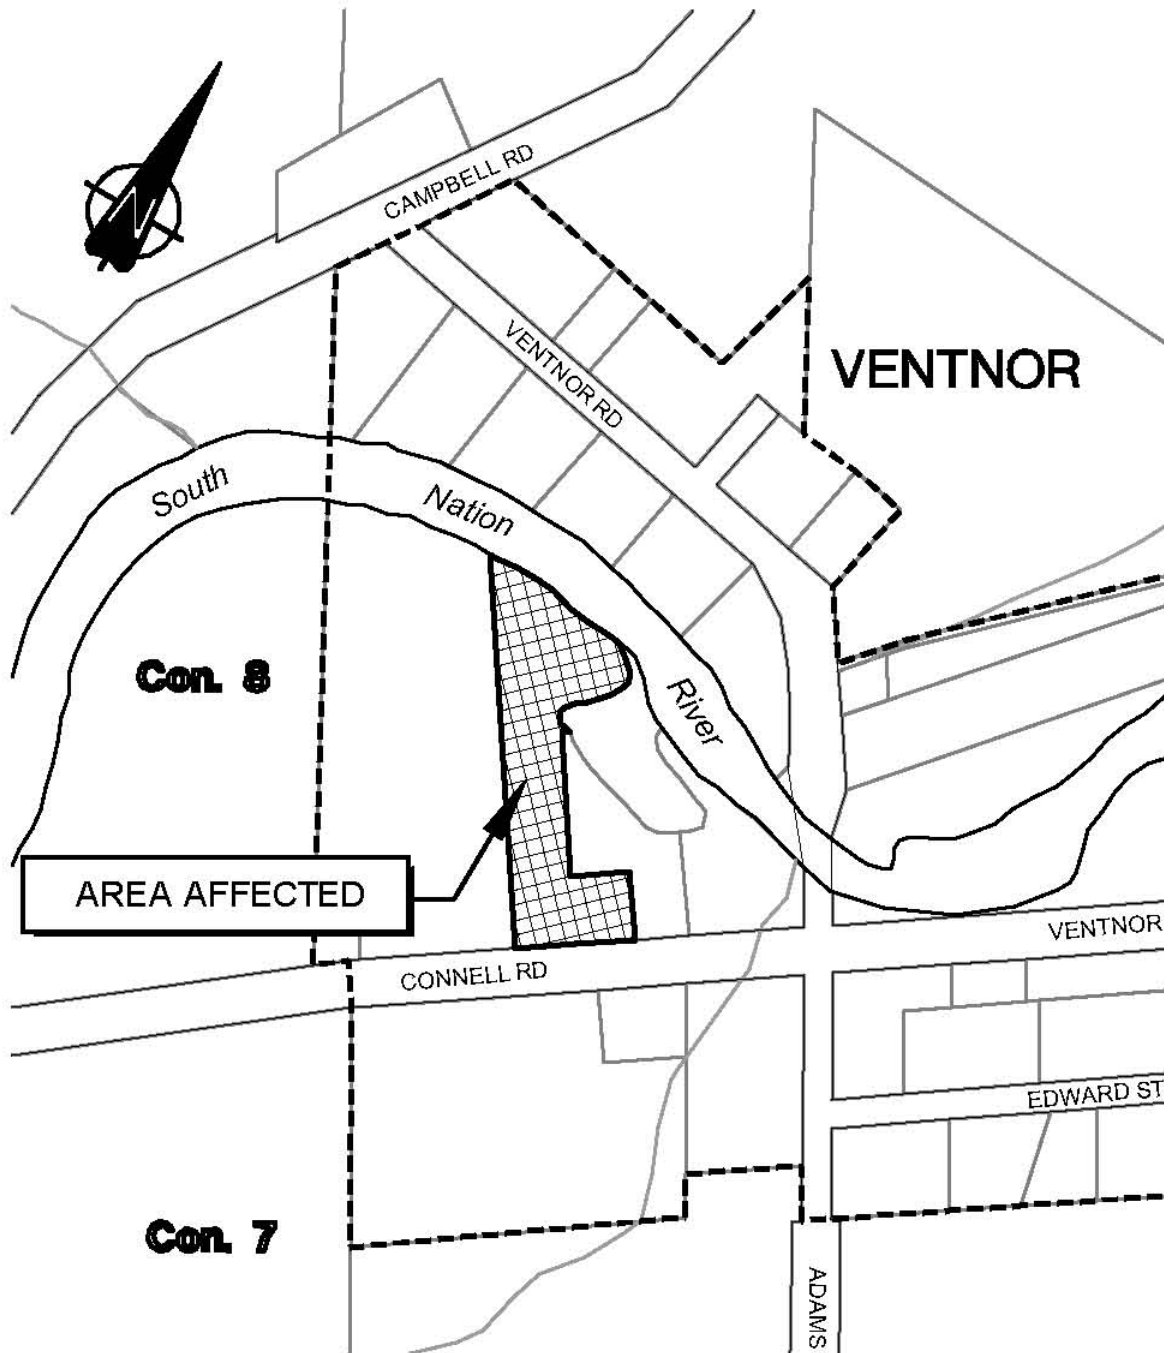 CAMPBELL RD
VENTNOR RD
VENTNOR
South
Nation
River
Con. 8
AREA AFFECTED
VENTNOR
CONNELL RD
EDWARD ST
Con. 7
ADAMS